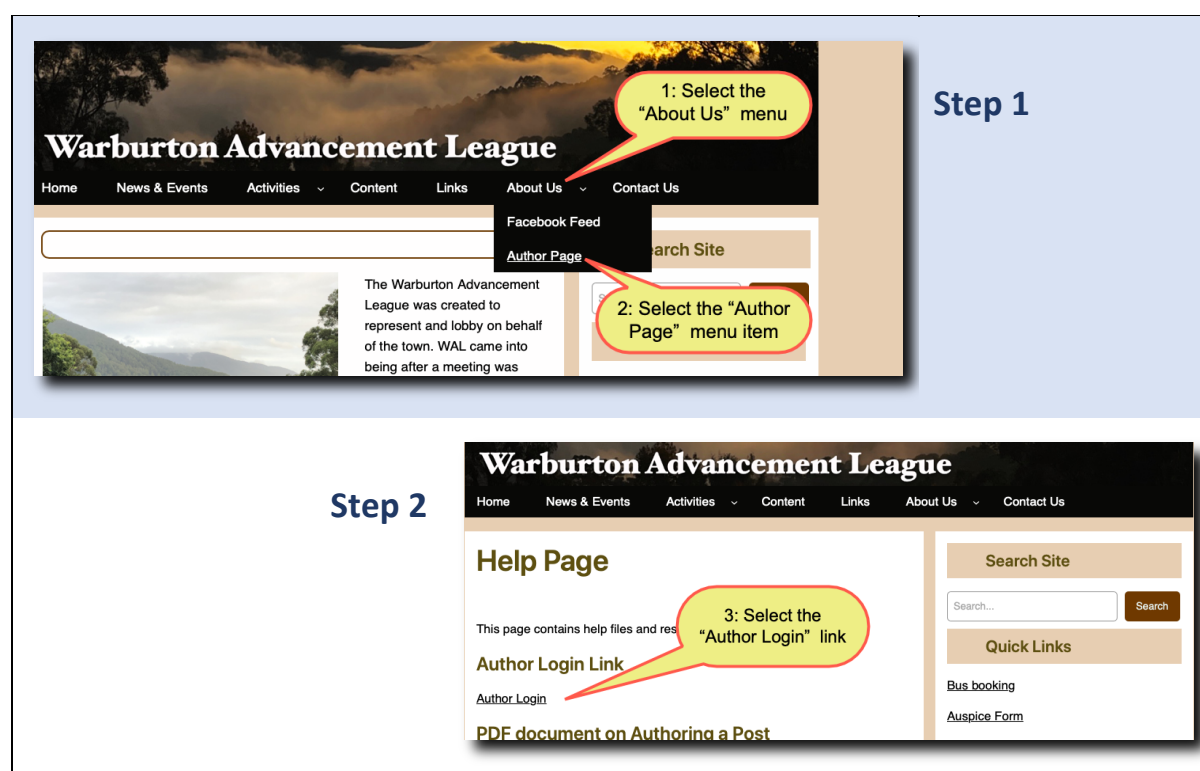 1: Select the
“About Us” menu
Step 1
Warburton Advancement League
Home News & Events Activities Content Links About Us Contact Us
Facebook Feed
Author Page
arch Site
2: Select the “Author
Page” menu item
The Warburton Advancement
League was created to
represent and lobby on behalf
of the town. WAL came into
being after a meeting was
Step 2
Warburton Advancement League
Home News & Events Activities Content Links About Us Contact Us
Help Page
Search Site
Search...
Search
3: Select the
“Author Login” link
This page contains help files and res
Quick Links
Author Login Link
Bus booking
Author Login
Auspice Form
PDF document on Authoring a Post